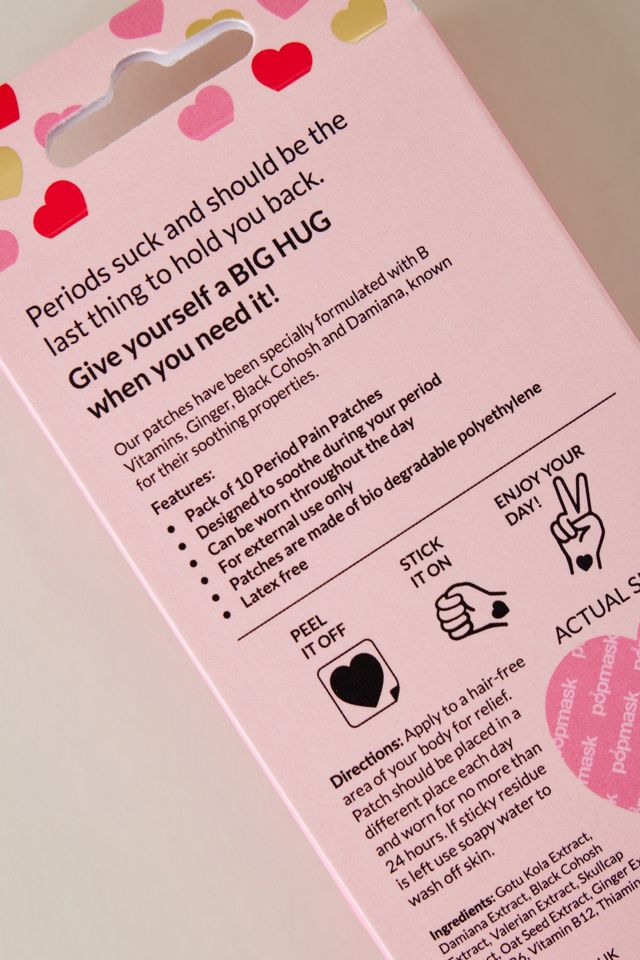 Periods suck and should be the
last thing to hold you back.
Give yourself a BIG HUG
when you need it!
Our patches have been specially formulated with B
Vitamins, Ginger, Black Cohosh and Damiana, known
for their soothing properties.
Features:
• Pack of 10 Period Pain Patches
• Designed to soothe during your period
• Can be worn throughout the day
• For external use only
• Patches are made of bio degradable polyethylene
• Latex free
PEEL
IT OFF
STICK
IT ON
ENJOY YOUR
DAY!
Directions: Apply to a hair-free
area of your body for relief.
Patch should be placed in a
different place each day
and worn for no more than
24 hours. If sticky residue
is left use soapy water to
wash off skin.
ACTUAL
popmask
popmask
popmask
mask
mask
Ingredients: Gotu Kola Extract,
Damiana Extract, Black Cohosh
Extract, Valerian Extract, Skullcap
Oat Seed Extract, Ginger
B6, Vitamin B12, Thiamin
UK